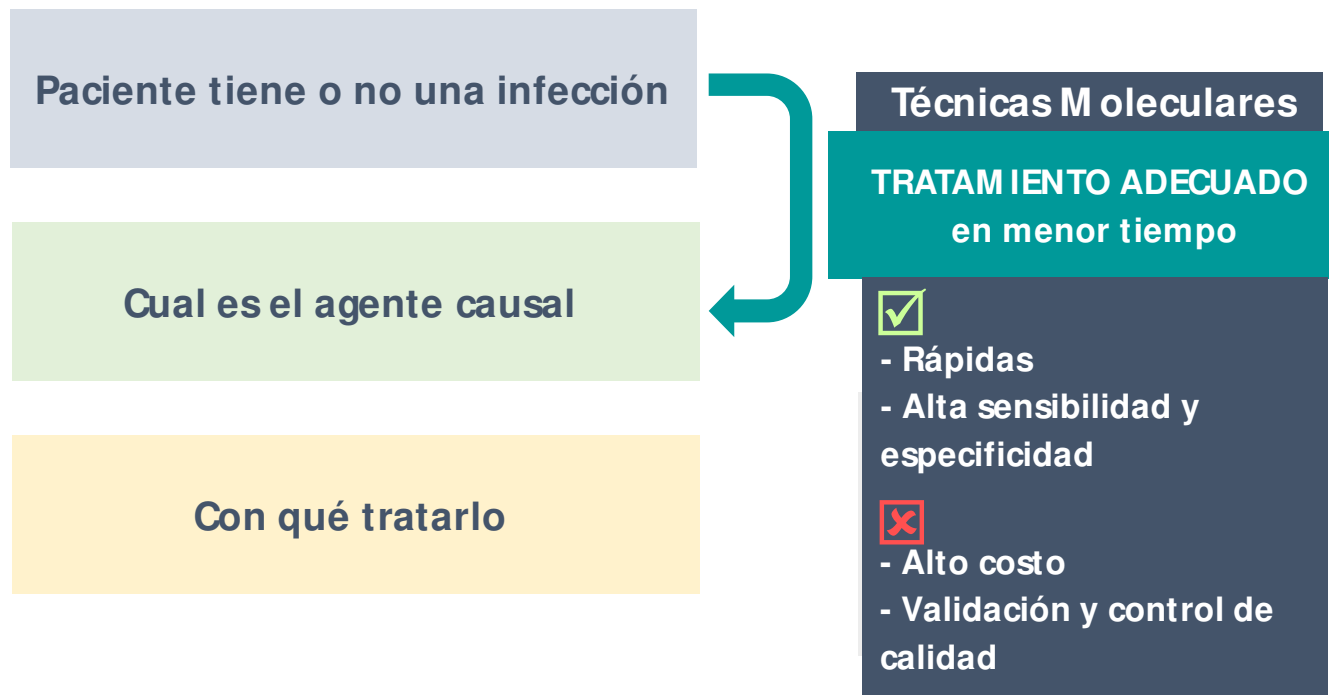 Paciente tiene o no una infección
Cual es el agente causal
Con qué tratarlo
Técnicas Moleculares
TRATAMIENTO ADECUADO
en menor tiempo
- Rápidas
- Alta sensibilidad y
especificidad
- Alto costo
- Validación y control de
calidad